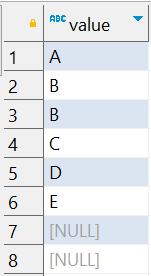 ABC value
1 A
2 B
3 B
4 C
5 D
6 E
7 [NULL]
8 [NULL]